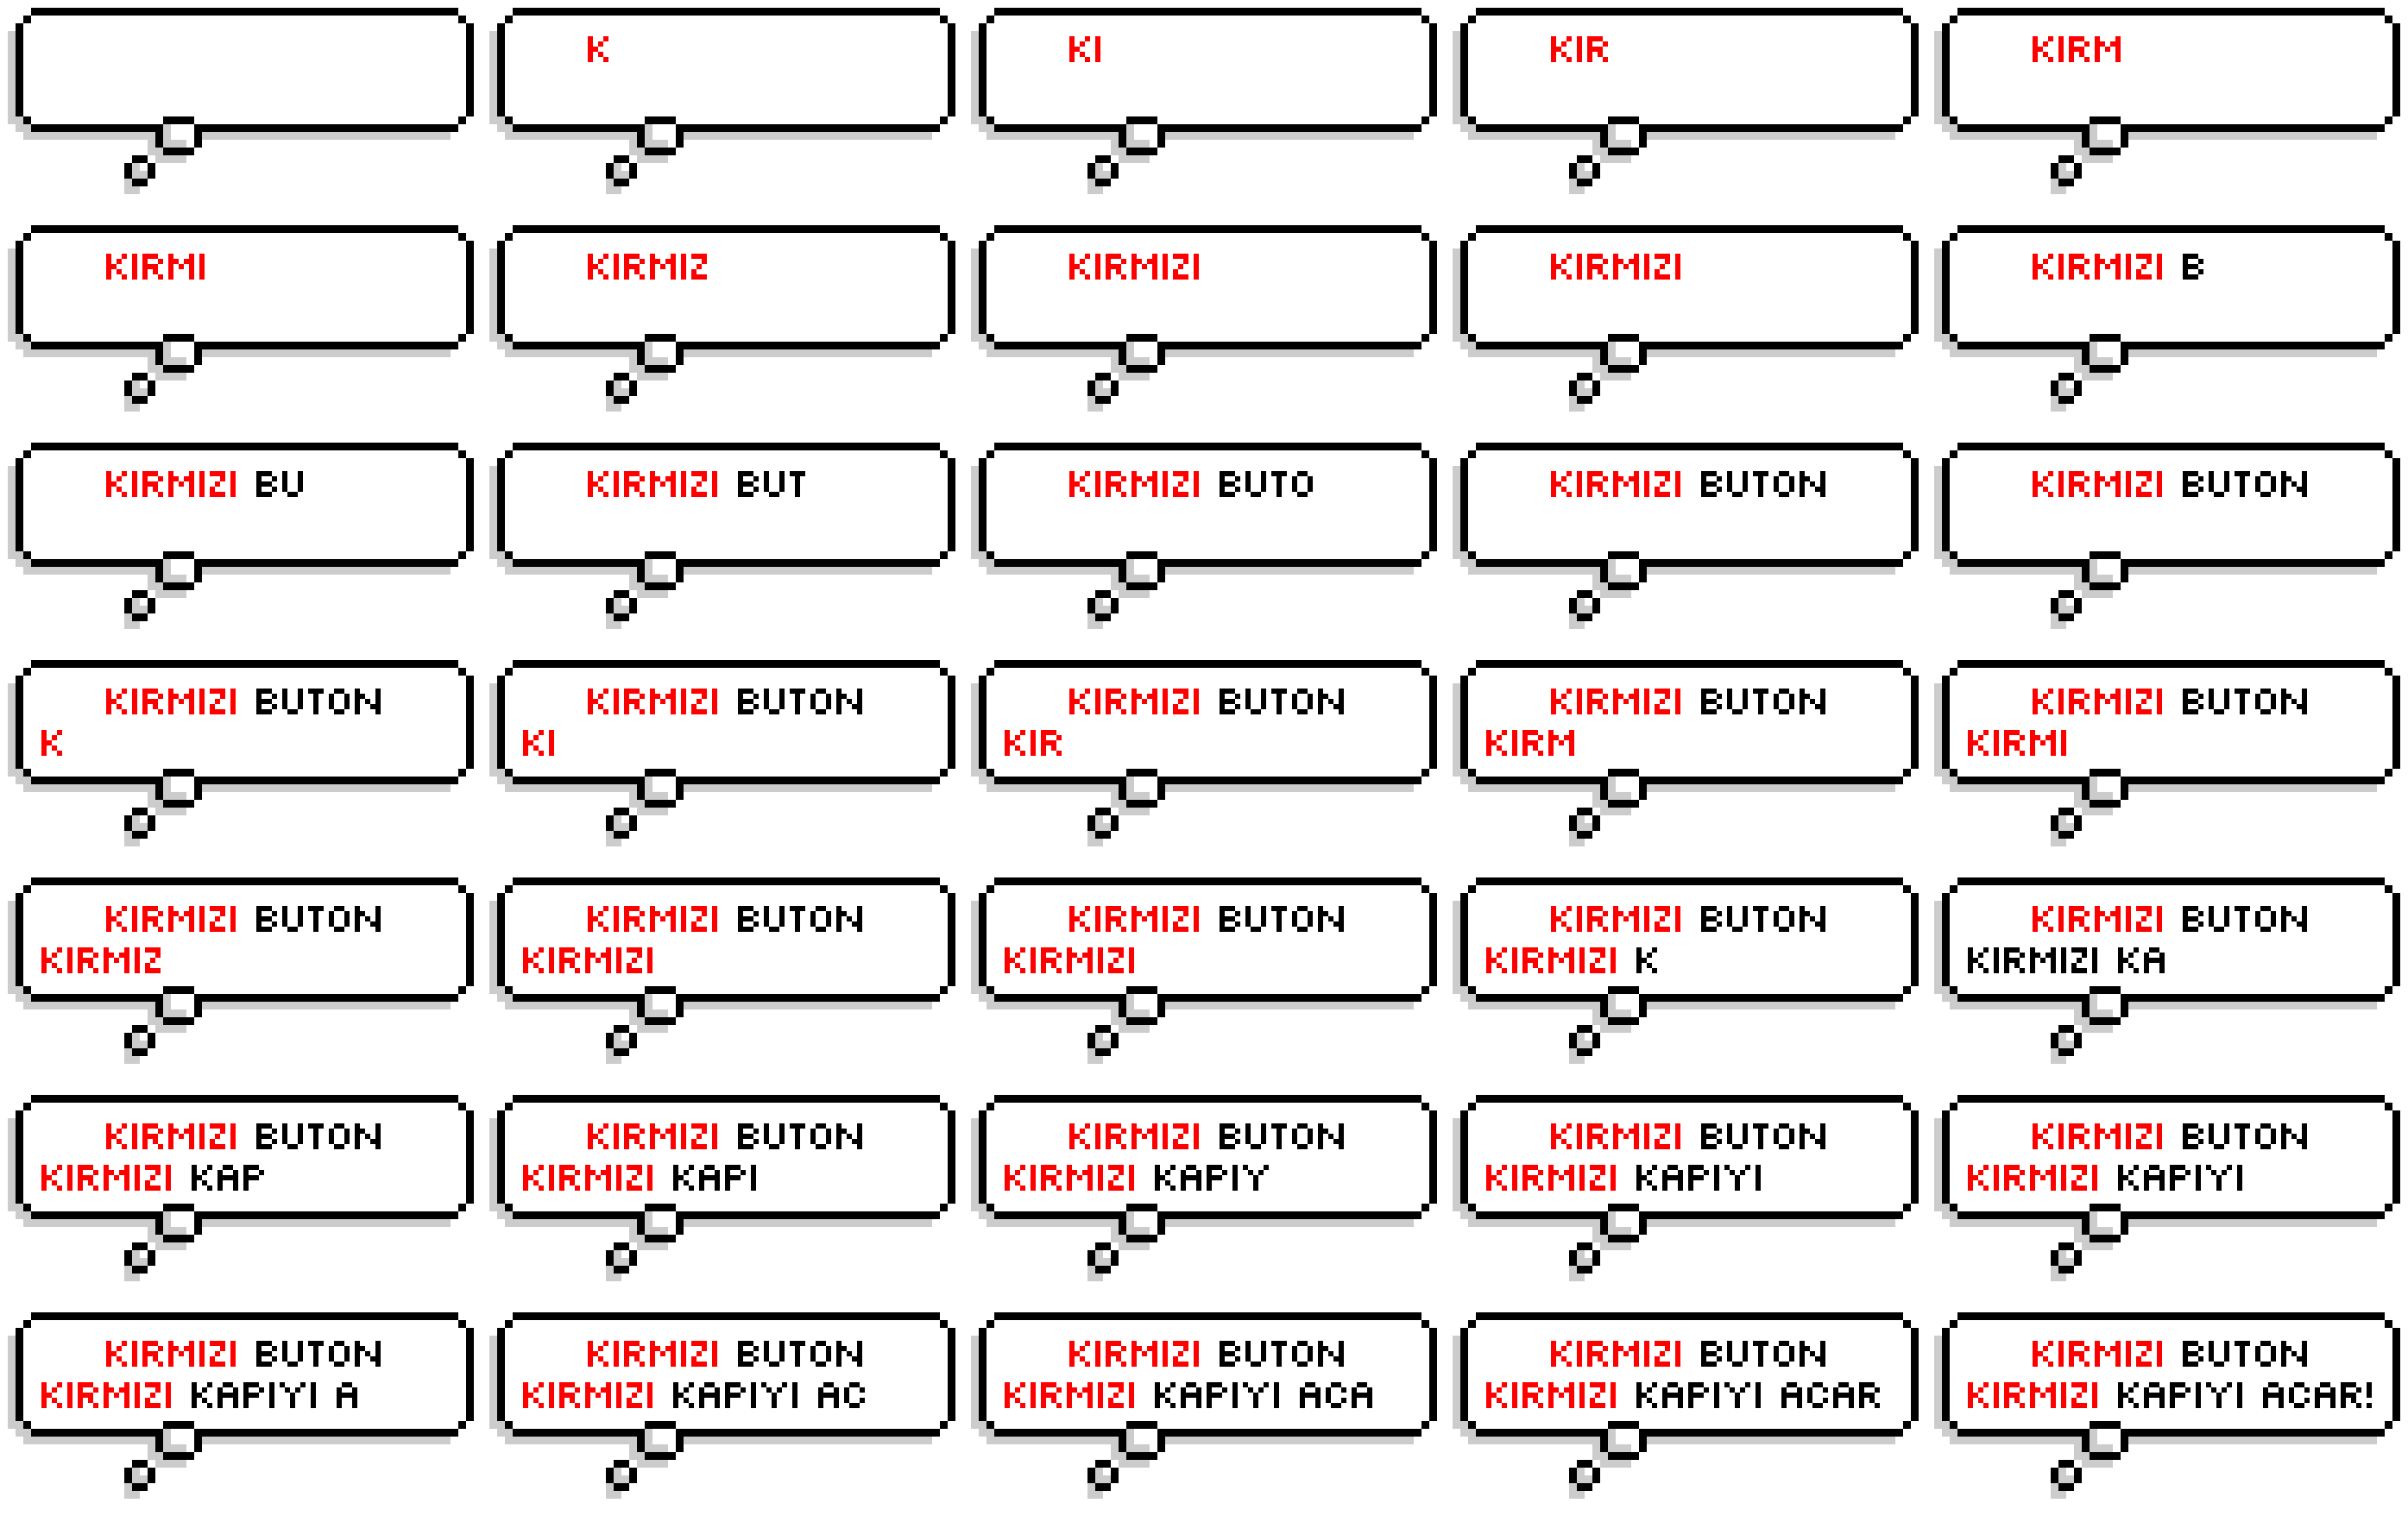 K
KI
KIR
KIRM
KIRMI
KIRMIZ
KIRMIZI
KIRMIZI
KIRMIZI B
KIRMIZI BU
KIRMIZI BUT
KIRMIZI BUTO
KIRMIZI BUTON
KIRMIZI BUTON
KIRMIZI BUTON
K
KIRMIZI BUTON
KI
KIRMIZI BUTON
KIR
KIRMIZI BUTON
KIRM
KIRMIZI BUTON
KIRMI
KIRMIZI BUTON
KIRMIZ
KIRMIZI BUTON
KIRMIZI
KIRMIZI BUTON
KIRMIZI
KIRMIZI BUTON
KIRMIZI K
KIRMIZI BUTON
KIRMIZI KA
KIRMIZI BUTON
KIRMIZI KAP
KIRMIZI BUTON
KIRMIZI KAPI
KIRMIZI BUTON
KIRMIZI KAPIY
KIRMIZI BUTON
KIRMIZI KAPIYI
KIRMIZI BUTON
KIRMIZI KAPIYI
KIRMIZI BUTON
KIRMIZI KAPIYI A
KIRMIZI BUTON
KIRMIZI KAPIYI AC
KIRMIZI BUTON
KIRMIZI KAPIYI ACA
KIRMIZI BUTON
KIRMIZI KAPIYI ACAR
KIRMIZI BUTON
KIRMIZI KAPIYI ACAR!